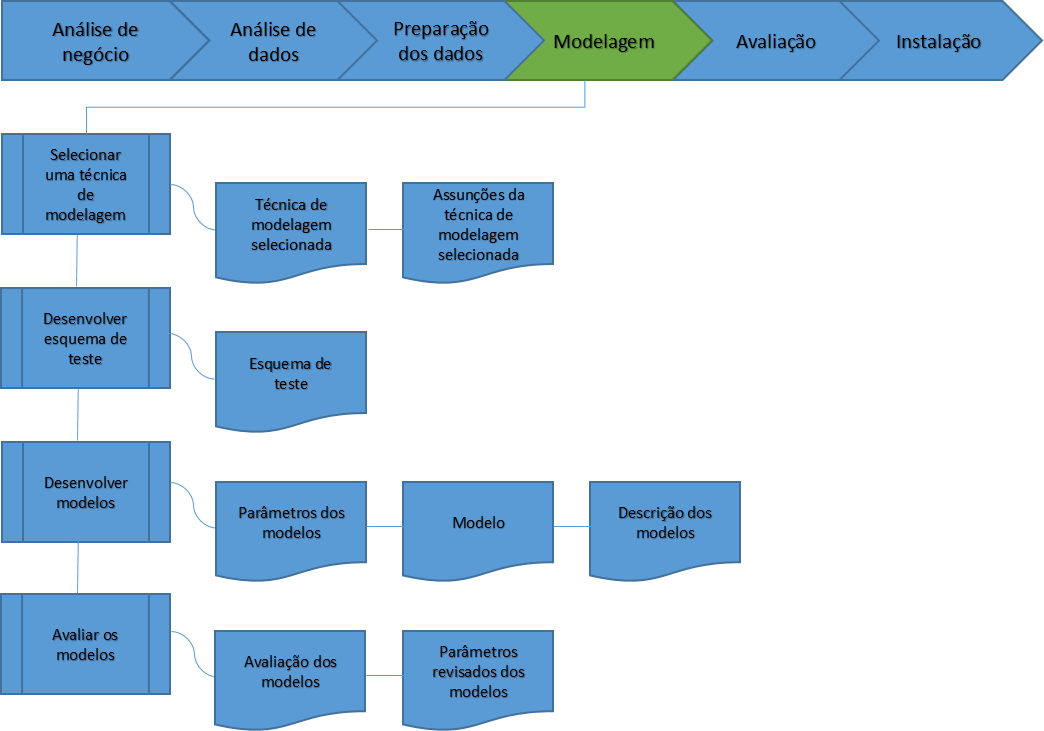 Análise de
negócio
Análise de
dados
Preparação
dos dados
Modelagem
Avaliação
Instalação
Selecionar
uma técnica
de
modelagem
Técnica de
modelagem
selecionada
Assunções da
técnica de
modelagem
selecionada
Desenvolver
esquema de
teste
Esquema de
teste
Desenvolver
modelos
Parâmetros dos
modelos
Modelo
Descrição dos
modelos
Avaliar os
modelos
Avaliação dos
modelos
Parâmetros
revisados dos
modelos